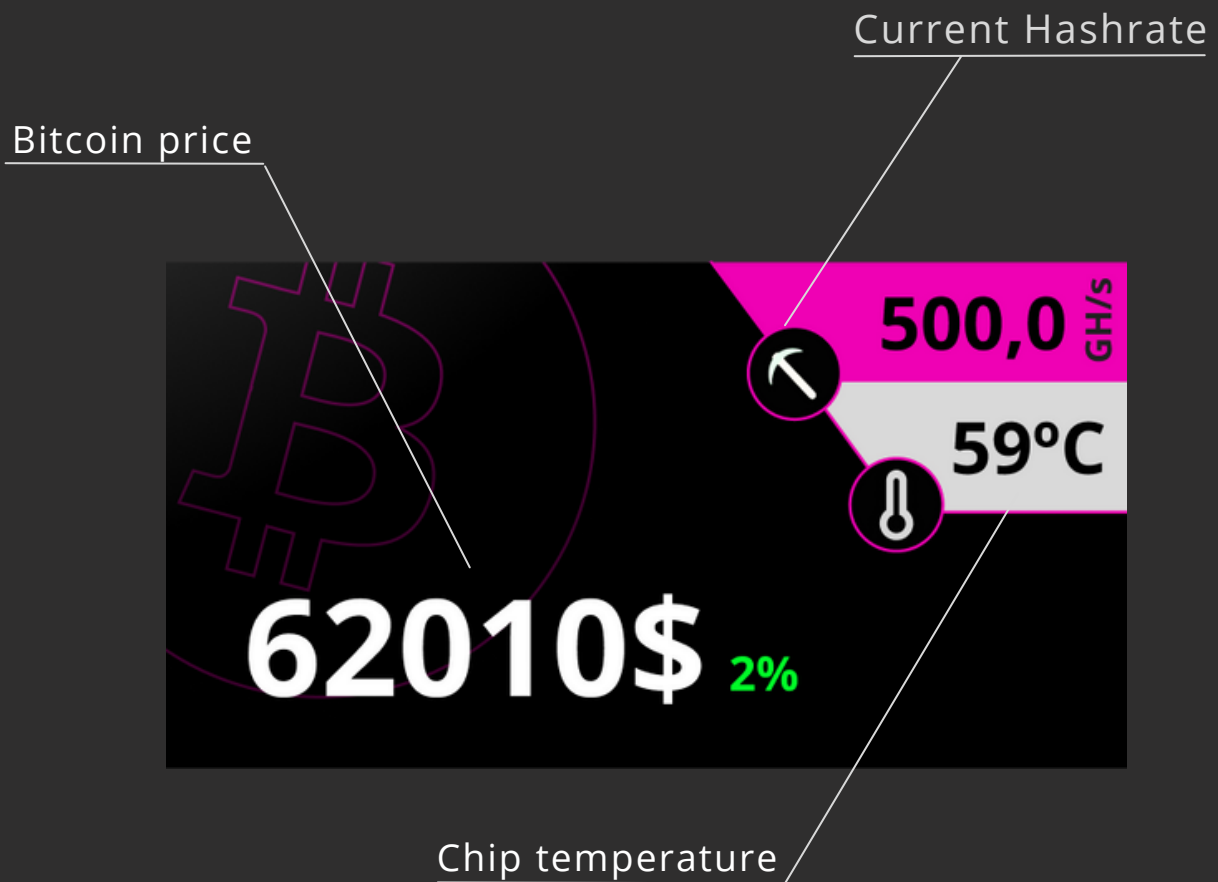 Current Hashrate
Bitcoin price
500,0 GH/s
59ºC
62010$ 2%
Chip temperature